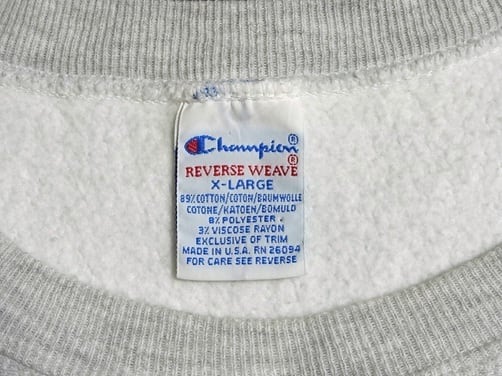 Champion®
REVERSE WEAVE®
X-LARGE
89% COTTON/COTON/BAUMWOLLE
COTONE/KATOEN/BOMULD
8% POLYESTER
3% VISCOSE RAYON
EXCLUSIVE OF TRIM
MADE IN U.S.A. RN 26094
FOR CARE SEE REVERSE